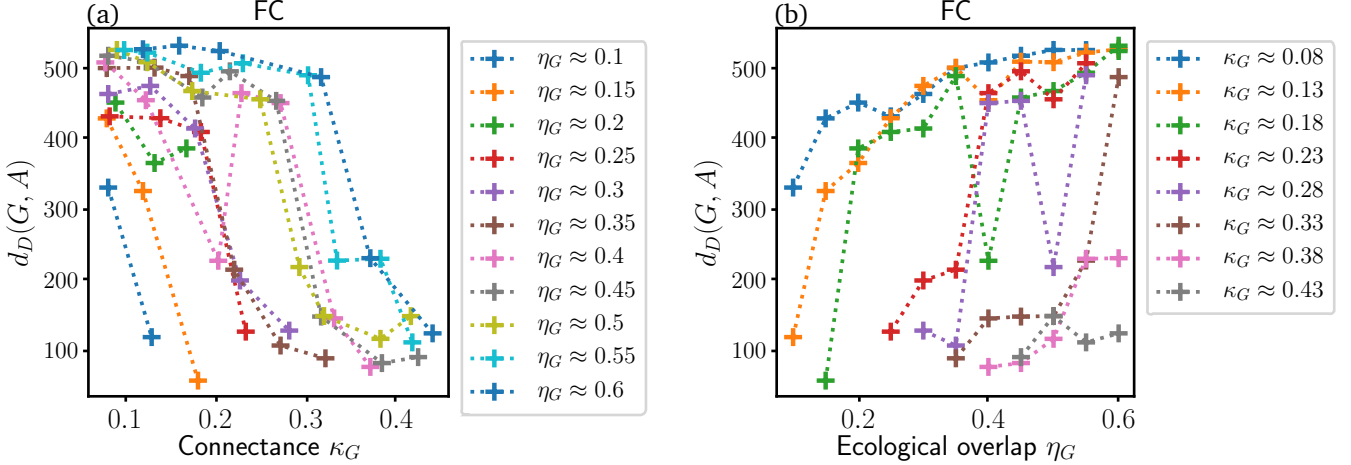 (a) FC
d_D(G, A)
500
400
300
200
100
0.1 0.2 0.3 0.4
Connectance κ_G
η_G ≈ 0.1
η_G ≈ 0.15
η_G ≈ 0.2
η_G ≈ 0.25
η_G ≈ 0.3
η_G ≈ 0.35
η_G ≈ 0.4
η_G ≈ 0.45
η_G ≈ 0.5
η_G ≈ 0.55
η_G ≈ 0.6
(b) FC
d_D(G, A)
500
400
300
200
100
0.2 0.4 0.6
Ecological overlap η_G
κ_G ≈ 0.08
κ_G ≈ 0.13
κ_G ≈ 0.18
κ_G ≈ 0.23
κ_G ≈ 0.28
κ_G ≈ 0.33
κ_G ≈ 0.38
κ_G ≈ 0.43